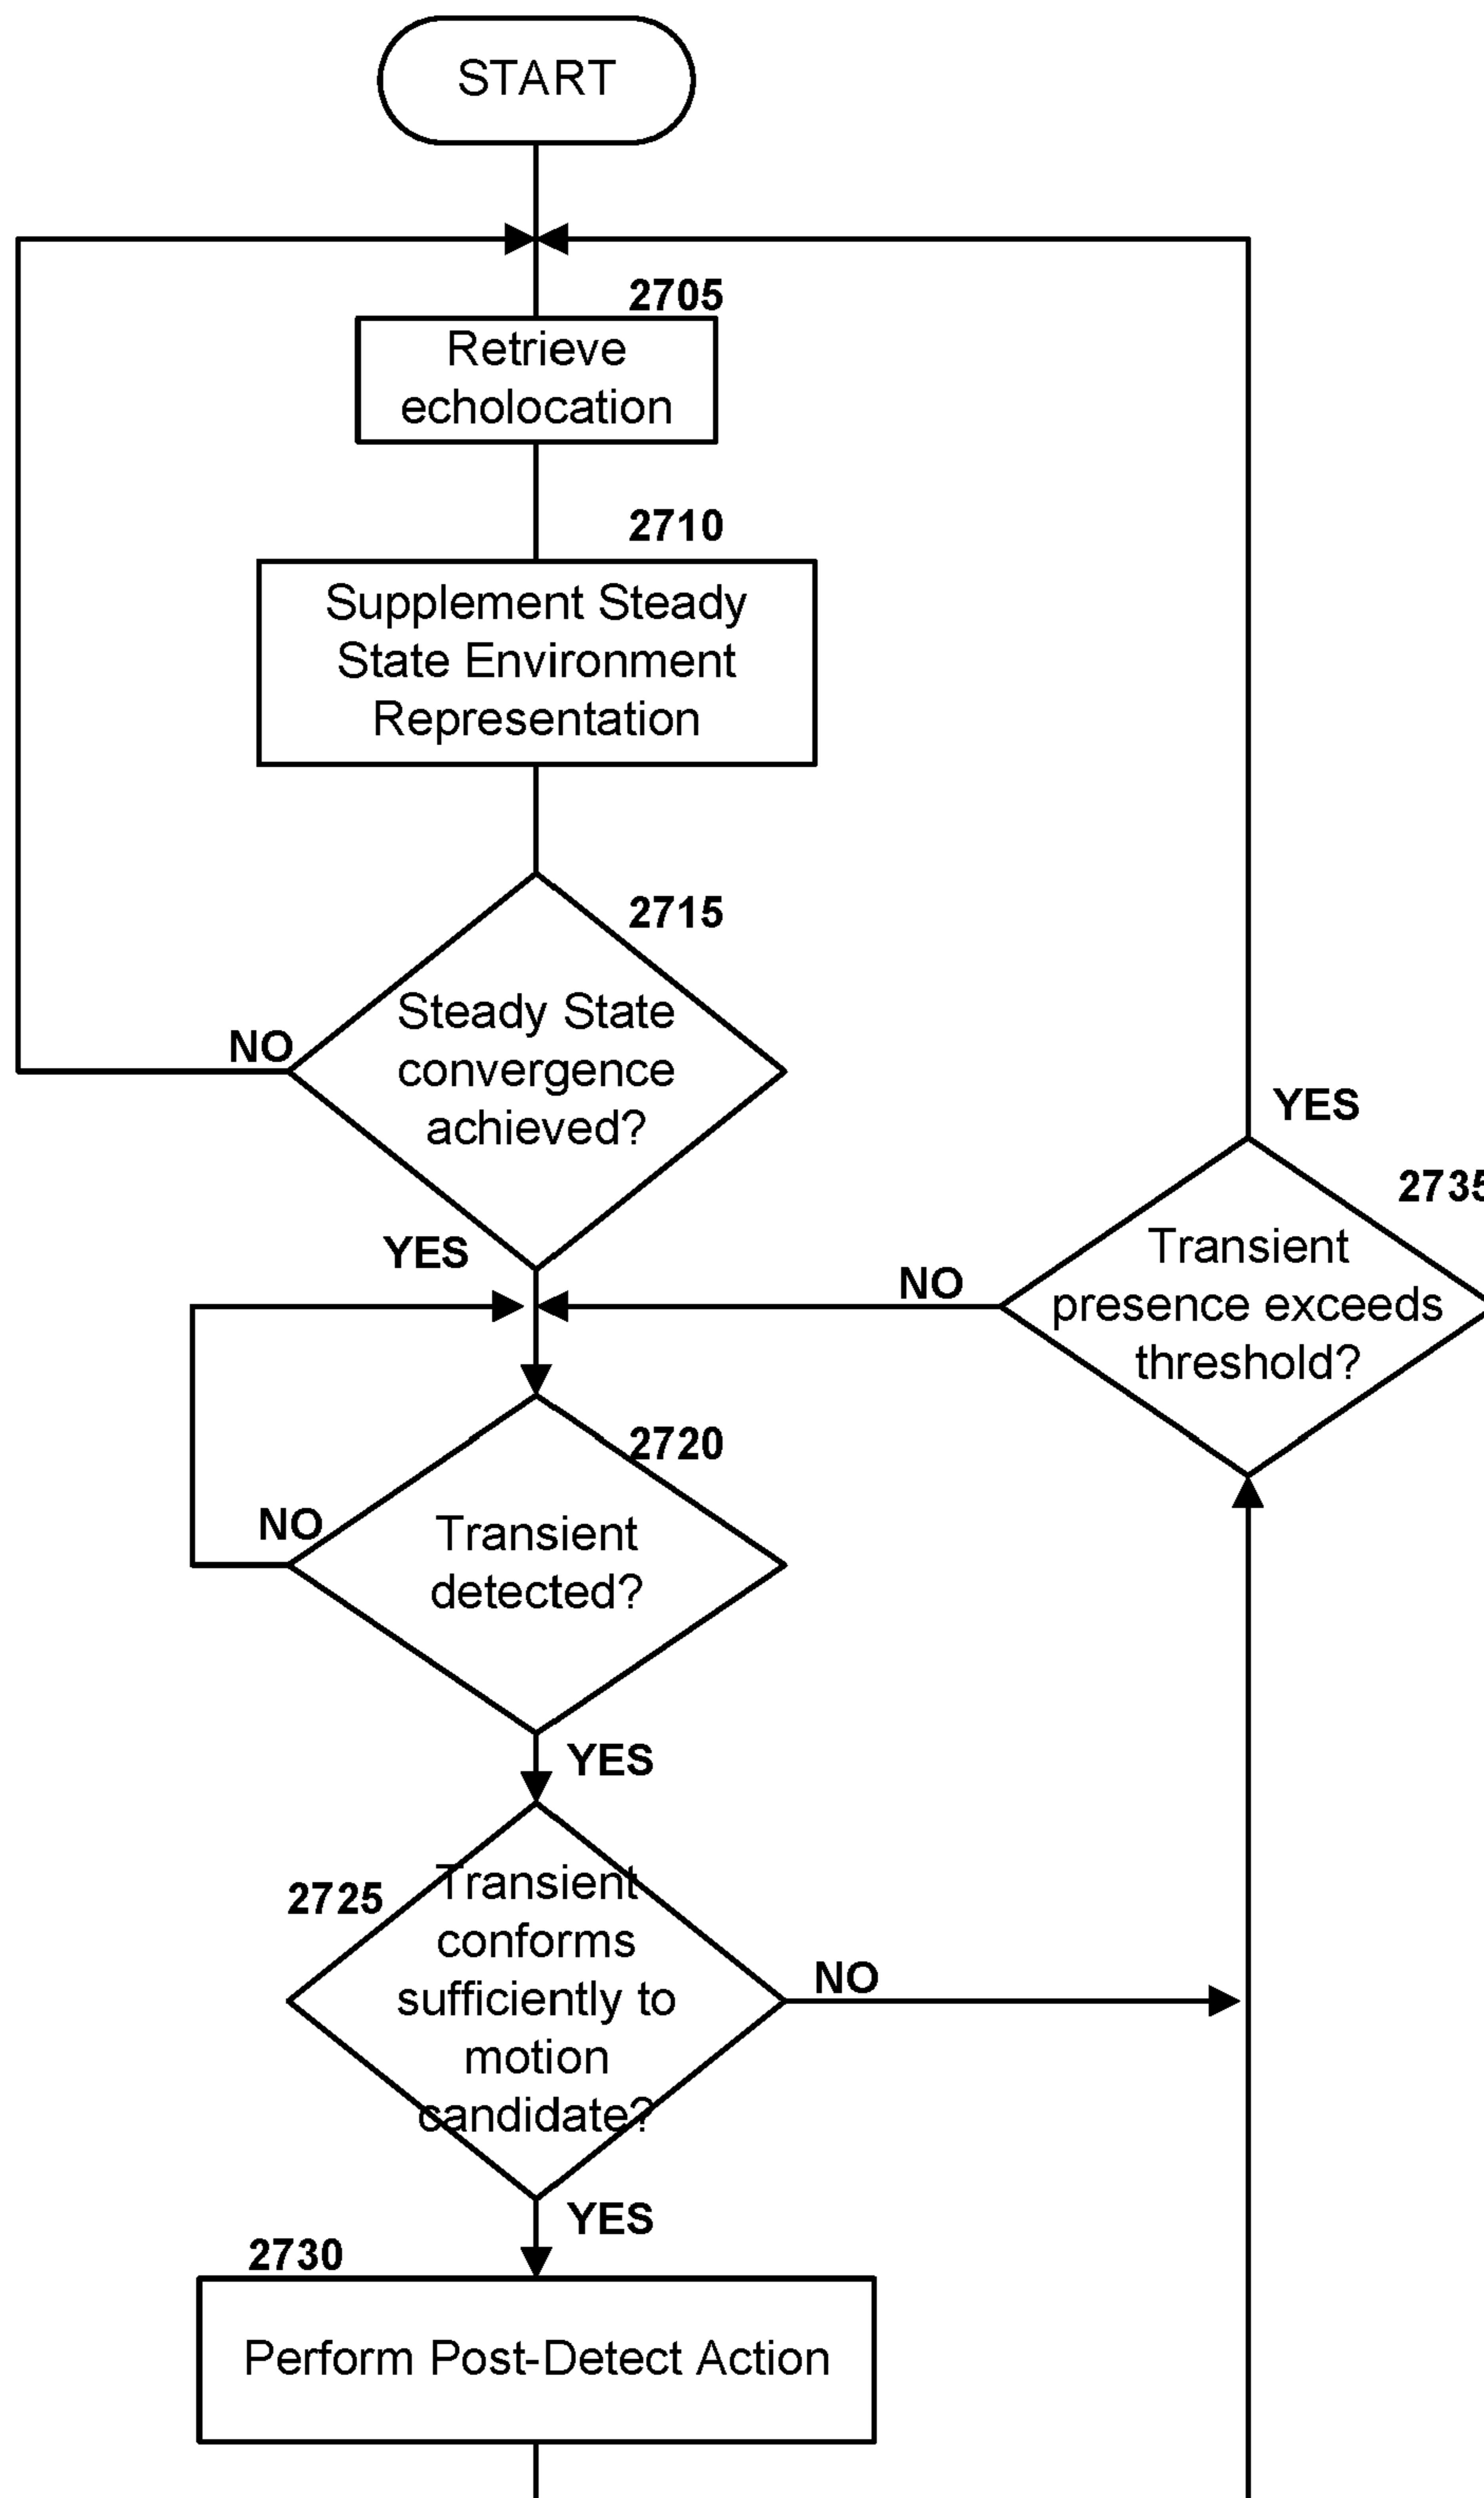 START
2705
Retrieve
echolocation
2710
Supplement Steady
State Environment
Representation
2715
Steady State
convergence
achieved?
NO
YES
YES
2735
Transient
presence exceeds
threshold?
NO
2720
Transient
detected?
NO
YES
2725
Transient
conforms
sufficiently to
motion
candidate?
NO
YES
2730
Perform Post-Detect Action